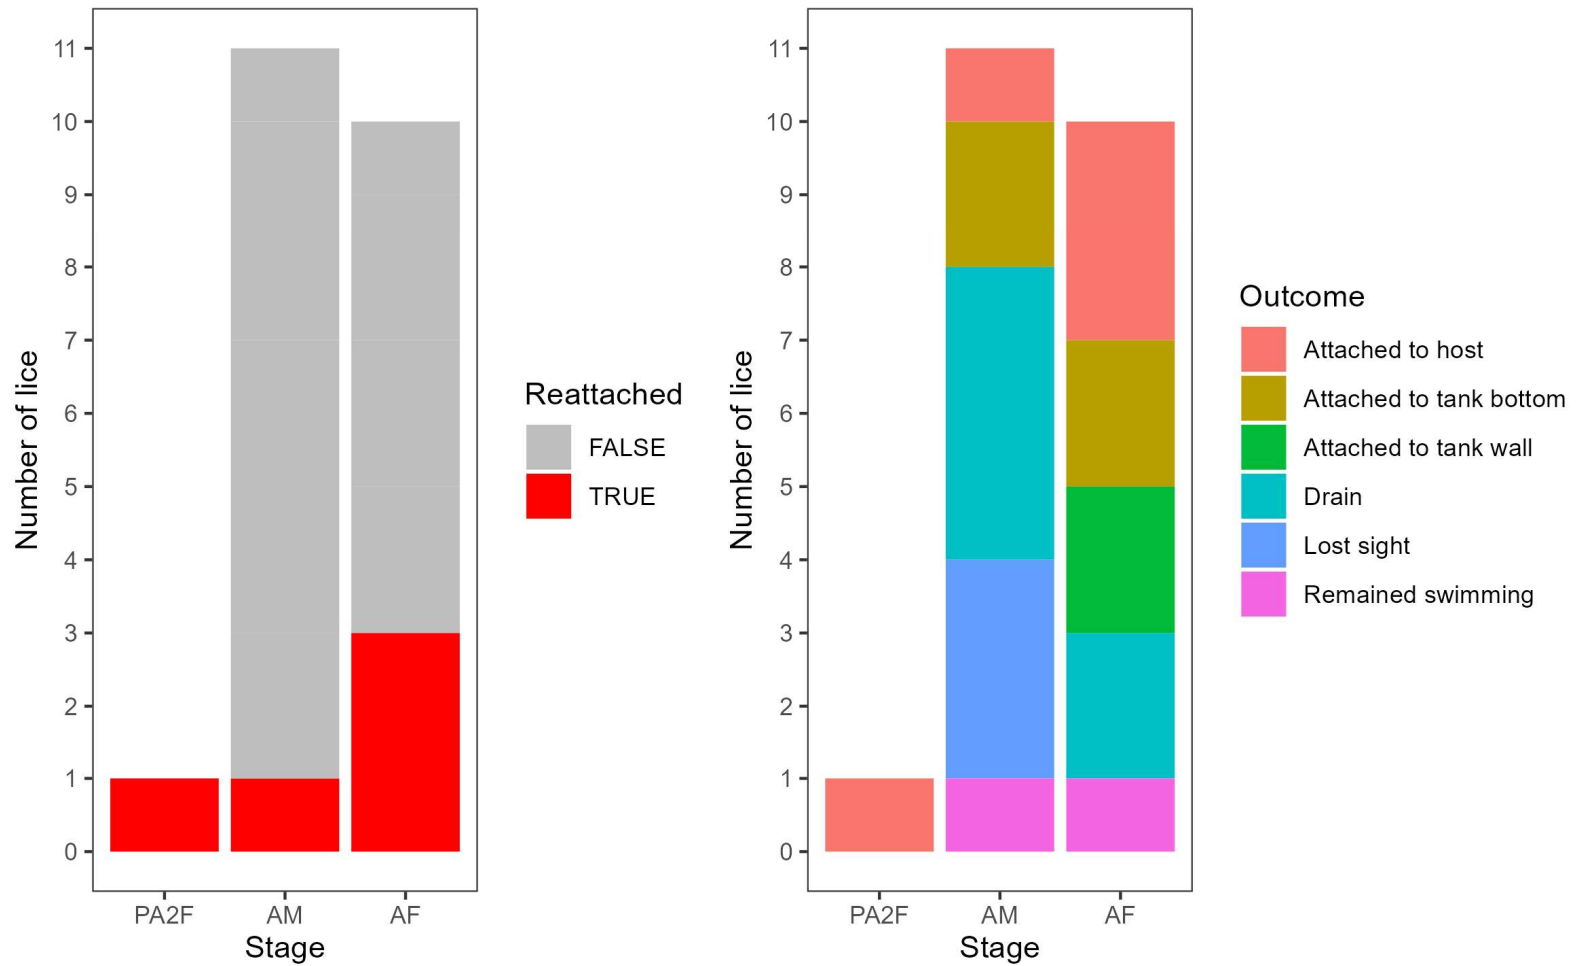 11
10
9
8
7
6
5
4
3
2
1
0
Number of lice
PA2F AM AF
Stage
Reattached
FALSE
TRUE
11
10
9
8
7
6
5
4
3
2
1
0
Number of lice
PA2F AM AF
Stage
Outcome
Attached to host
Attached to tank bottom
Attached to tank wall
Drain
Lost sight
Remained swimming